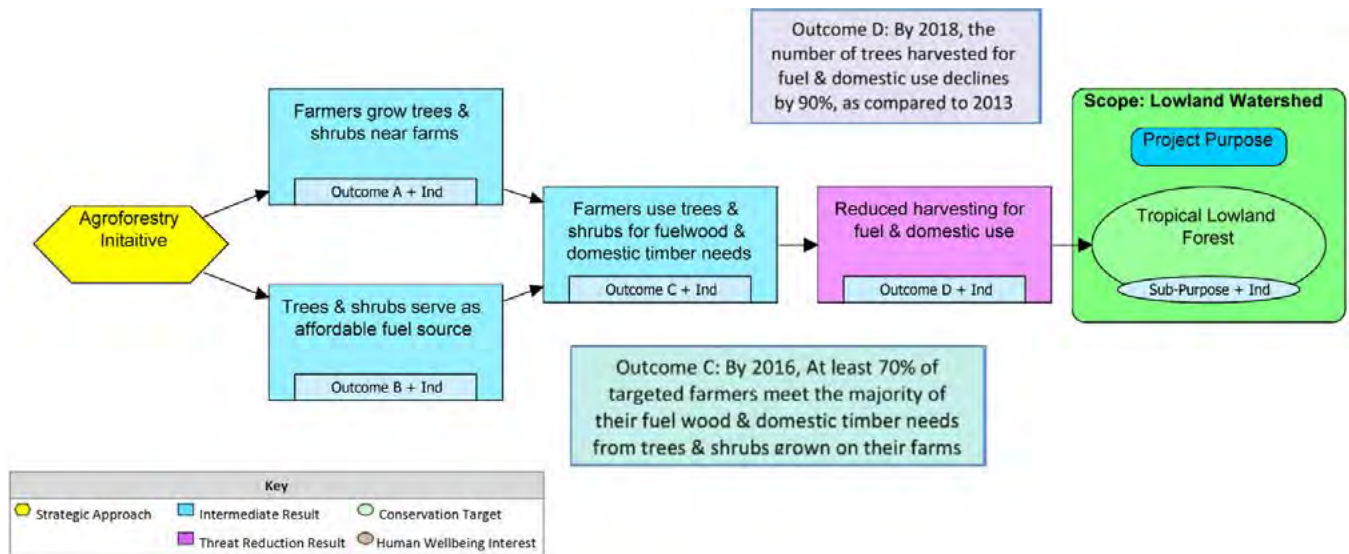 Outcome D: By 2018, the
number of trees harvested for
fuel & domestic use declines
by 90%, as compared to 2013
Farmers grow trees &
shrubs near farms
Outcome A + Ind
Agroforestry
Initaitive
Trees & shrubs serve as
affordable fuel source
Outcome B + Ind
Farmers use trees &
shrubs for fuelwood &
domestic timber needs
Outcome C + Ind
Reduced harvesting for
fuel & domestic use
Outcome D + Ind
Scope: Lowland Watershed
Project Purpose
Tropical Lowland
Forest
Sub-Purpose + Ind
Outcome C: By 2016, At least 70% of
targeted farmers meet the majority of
their fuel wood & domestic timber needs
from trees & shrubs grown on their farms
Key
Strategic Approach
Intermediate Result
Conservation Target
Threat Reduction Result
Human Wellbeing Interest